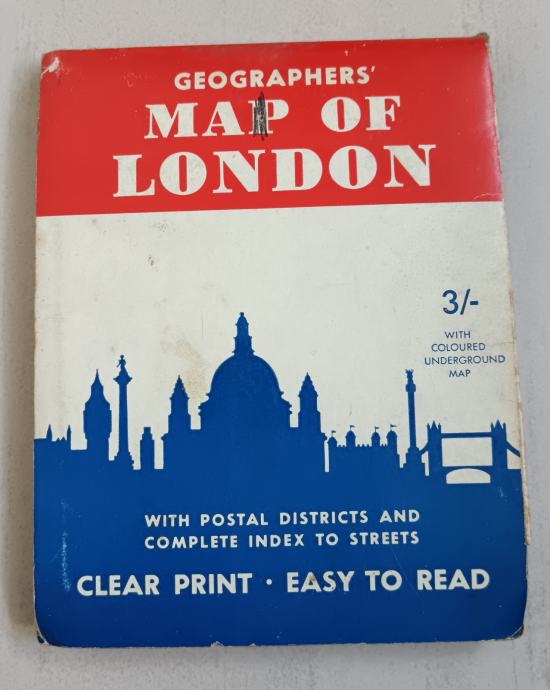 GEOGRAPHERS'
MAP OF
LONDON
3/-
WITH
COLOURED
UNDERGROUND
MAP
WITH POSTAL DISTRICTS AND
COMPLETE INDEX TO STREETS
CLEAR PRINT · EASY TO READ